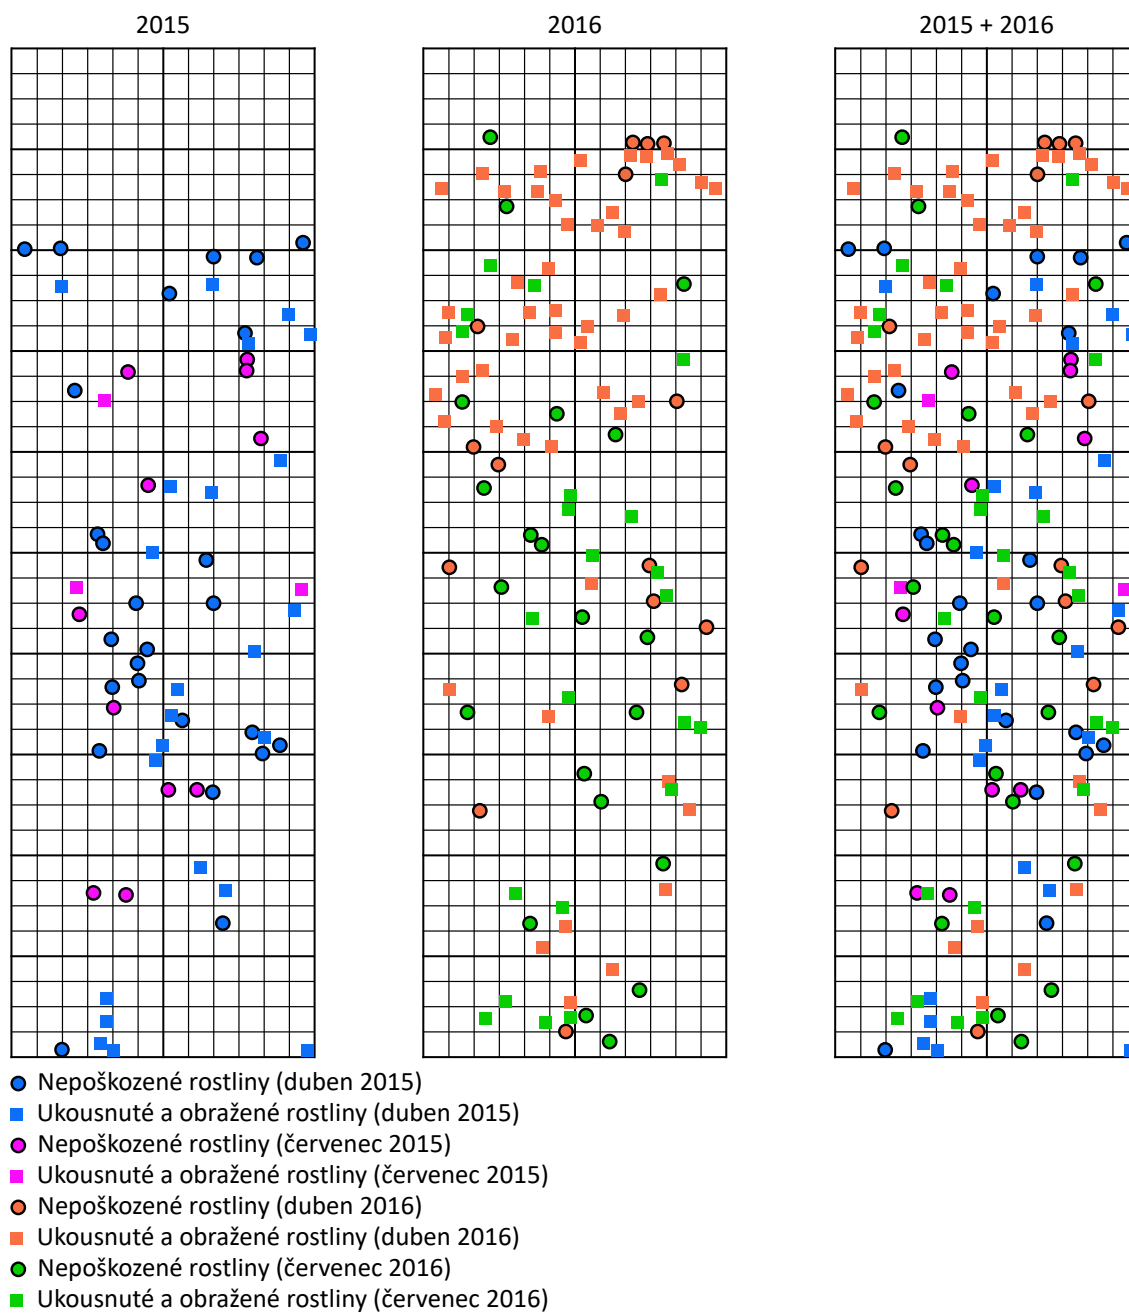 2015
2016
2015 + 2016
Nepoškozené rostliny (duben 2015)
Ukousnuté a obražené rostliny (duben 2015)
Nepoškozené rostliny (červenec 2015)
Ukousnuté a obražené rostliny (červenec 2015)
Nepoškozené rostliny (duben 2016)
Ukousnuté a obražené rostliny (duben 2016)
Nepoškozené rostliny (červenec 2016)
Ukousnuté a obražené rostliny (červenec 2016)